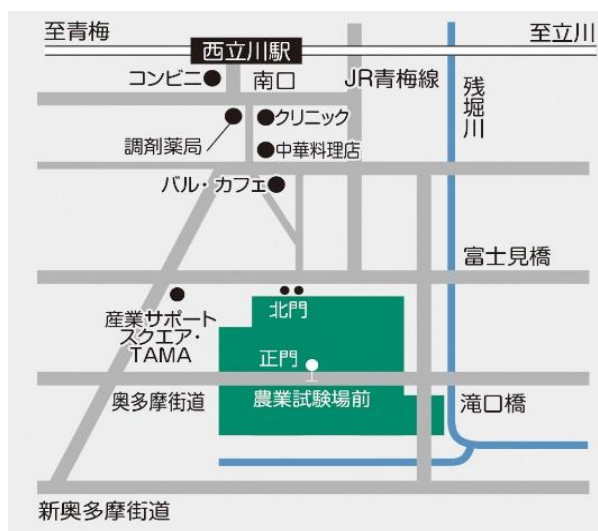 至青梅
至立川
西立川駅
コンビニ
南口
JR青梅線
残堀川
クリニック
調剤薬局
中華料理店
バル・カフェ
富士見橋
北門
産業サポート
スクエア・
TAMA
正門
奥多摩街道
農業試験場前
滝口橋
新奥多摩街道